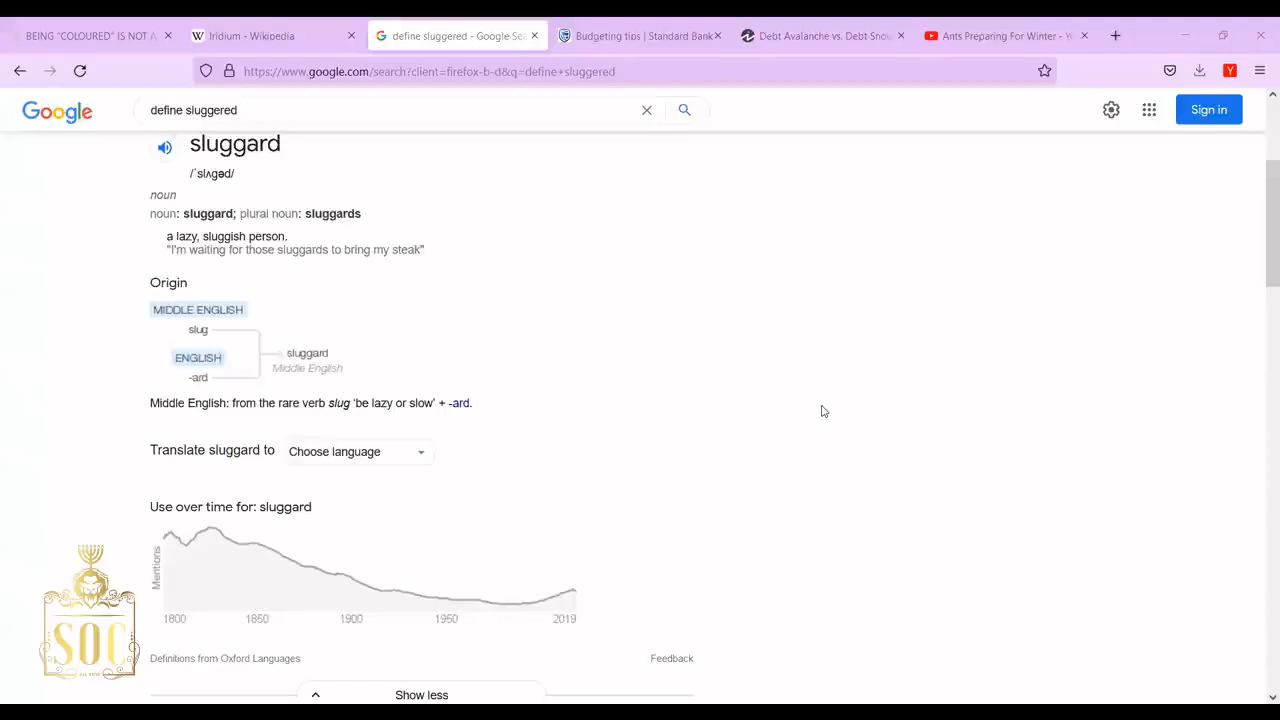 BEING "COLOURED" IS NOT A
Iridium - Wikipedia
define sluggered - Google Sea
Budgeting tips | Standard Bank
Debt Avalanche vs. Debt Snow
Ants Preparing For Winter - W
https://www.google.com/search?client=firefox-b-d&q=define+sluggered
Google
define sluggered
Sign in
sluggard
/ˈslʌɡəd/
noun
noun: sluggard; plural noun: sluggards
a lazy, sluggish person.
"I'm waiting for those sluggards to bring my steak"
Origin
MIDDLE ENGLISH
slug
ENGLISH
sluggard
Middle English
-ard
Middle English: from the rare verb slug ‘be lazy or slow’ + -ard.
Translate sluggard to
Choose language
Use over time for: sluggard
Mentions
1800
1850
1900
1950
2019
SOC
Definitions from Oxford Languages
Feedback
Show less